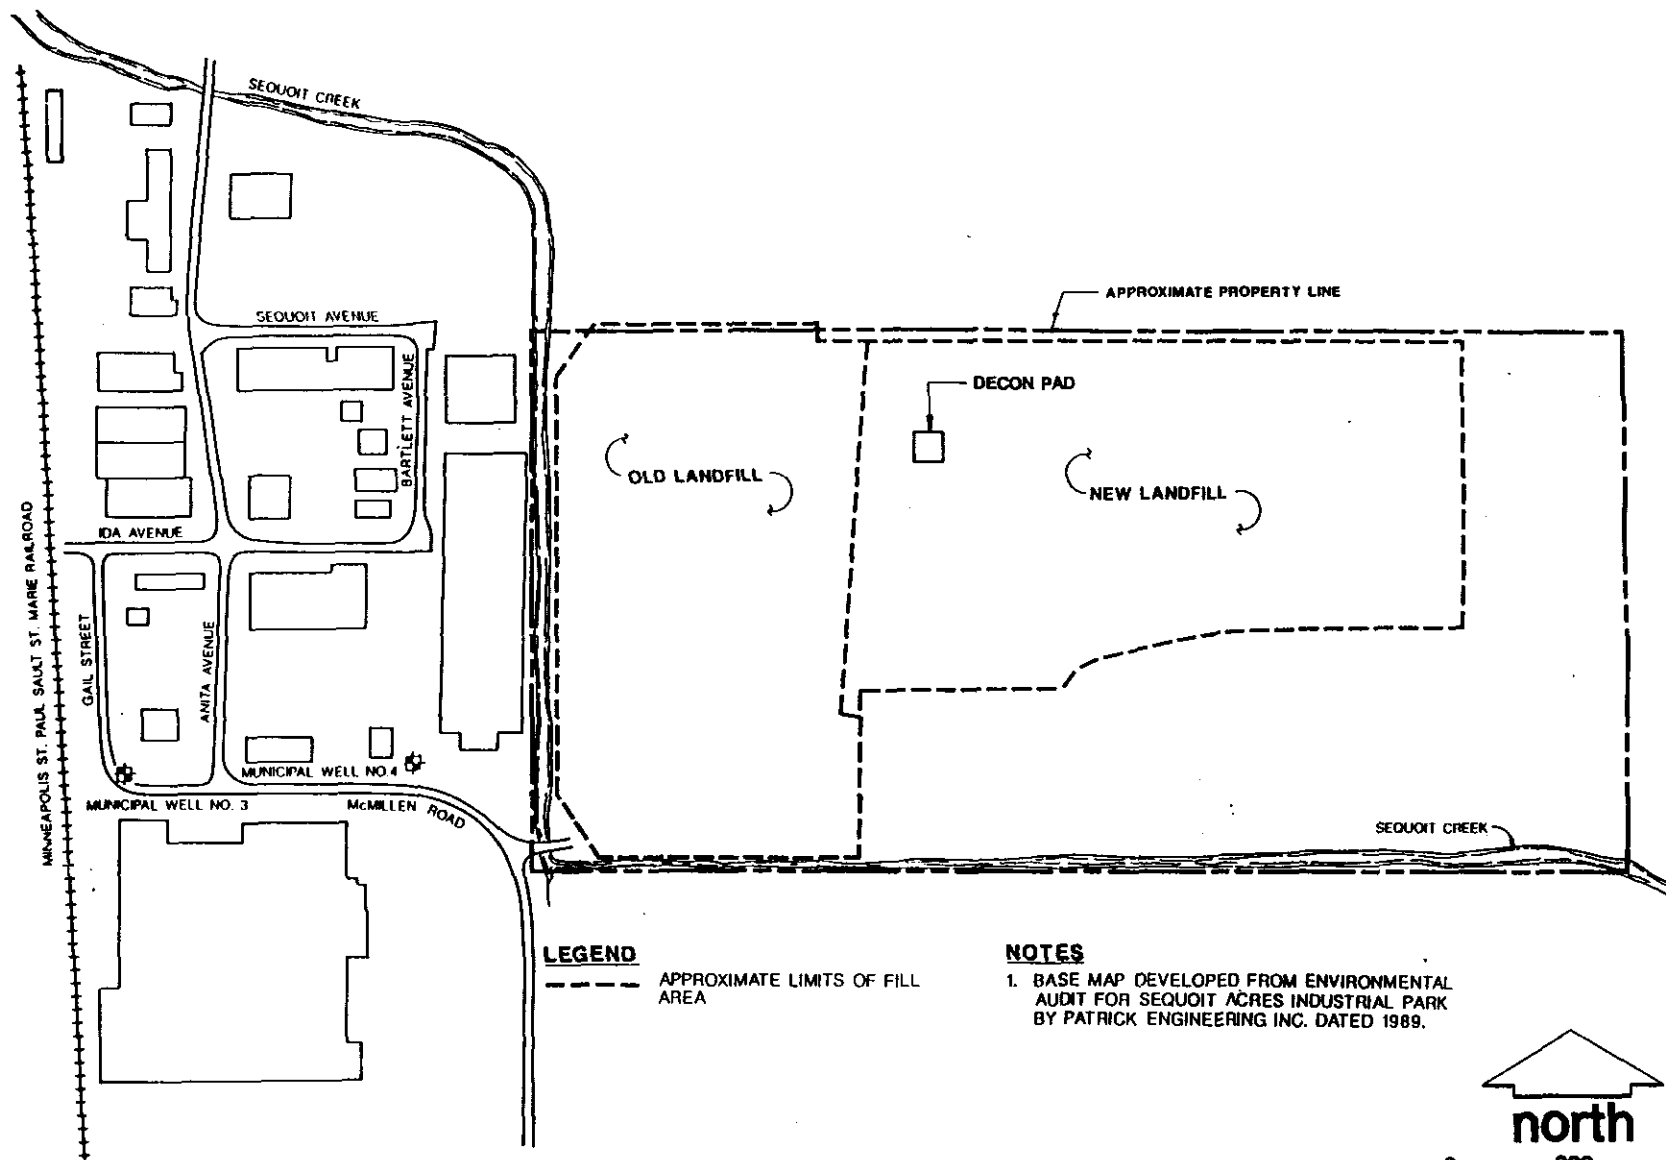 SEQUOIT CREEK
APPROXIMATE PROPERTY LINE
SEQUOIT AVENUE
DECON PAD
BARTLETT AVENUE
OLD LANDFILL
NEW LANDFILL
MINNEAPOLIS ST. PAUL SAULT ST. MARIE RAILROAD
IDA AVENUE
GAIL STREET
ANITA AVENUE
MUNICIPAL WELL NO.4
MUNICIPAL WELL NO. 3
McMILLEN ROAD
SEQUOIT CREEK
LEGEND
APPROXIMATE LIMITS OF FILL
AREA
NOTES
1. BASE MAP DEVELOPED FROM ENVIRONMENTAL
AUDIT FOR SEQUOIT ACRES INDUSTRIAL PARK
BY PATRICK ENGINEERING INC. DATED 1989.
north